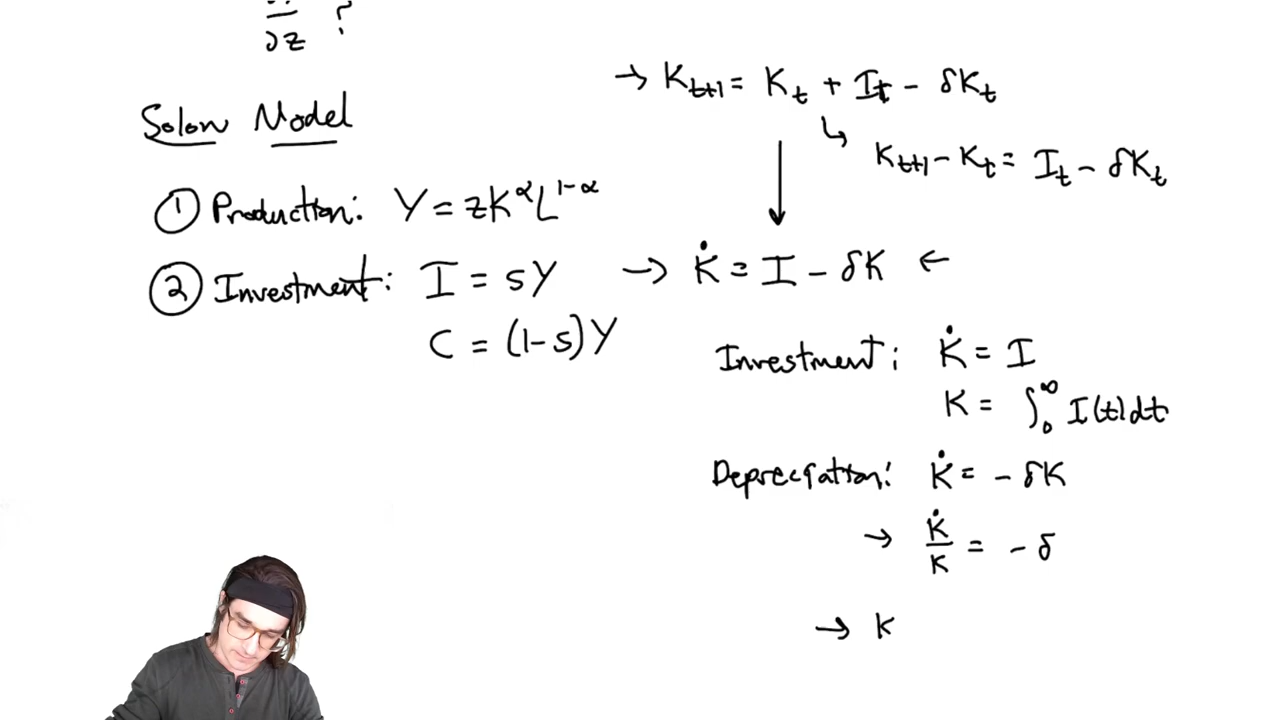 ∂z ?
Solow Model
① Production: Y = zK^α L^{1-α}
② Investment: I = sY
C = (1-s)Y
→ K_{t+1} = K_t + I_t - δK_t
↳ K_{t+1} - K_t = I_t - δK_t
→ K̇ = I - δK ←
Investment: K̇ = I
K = ∫_0^∞ I(t)dt
Depreciation: K̇ = - δK
→ K̇/K = - δ
→ K